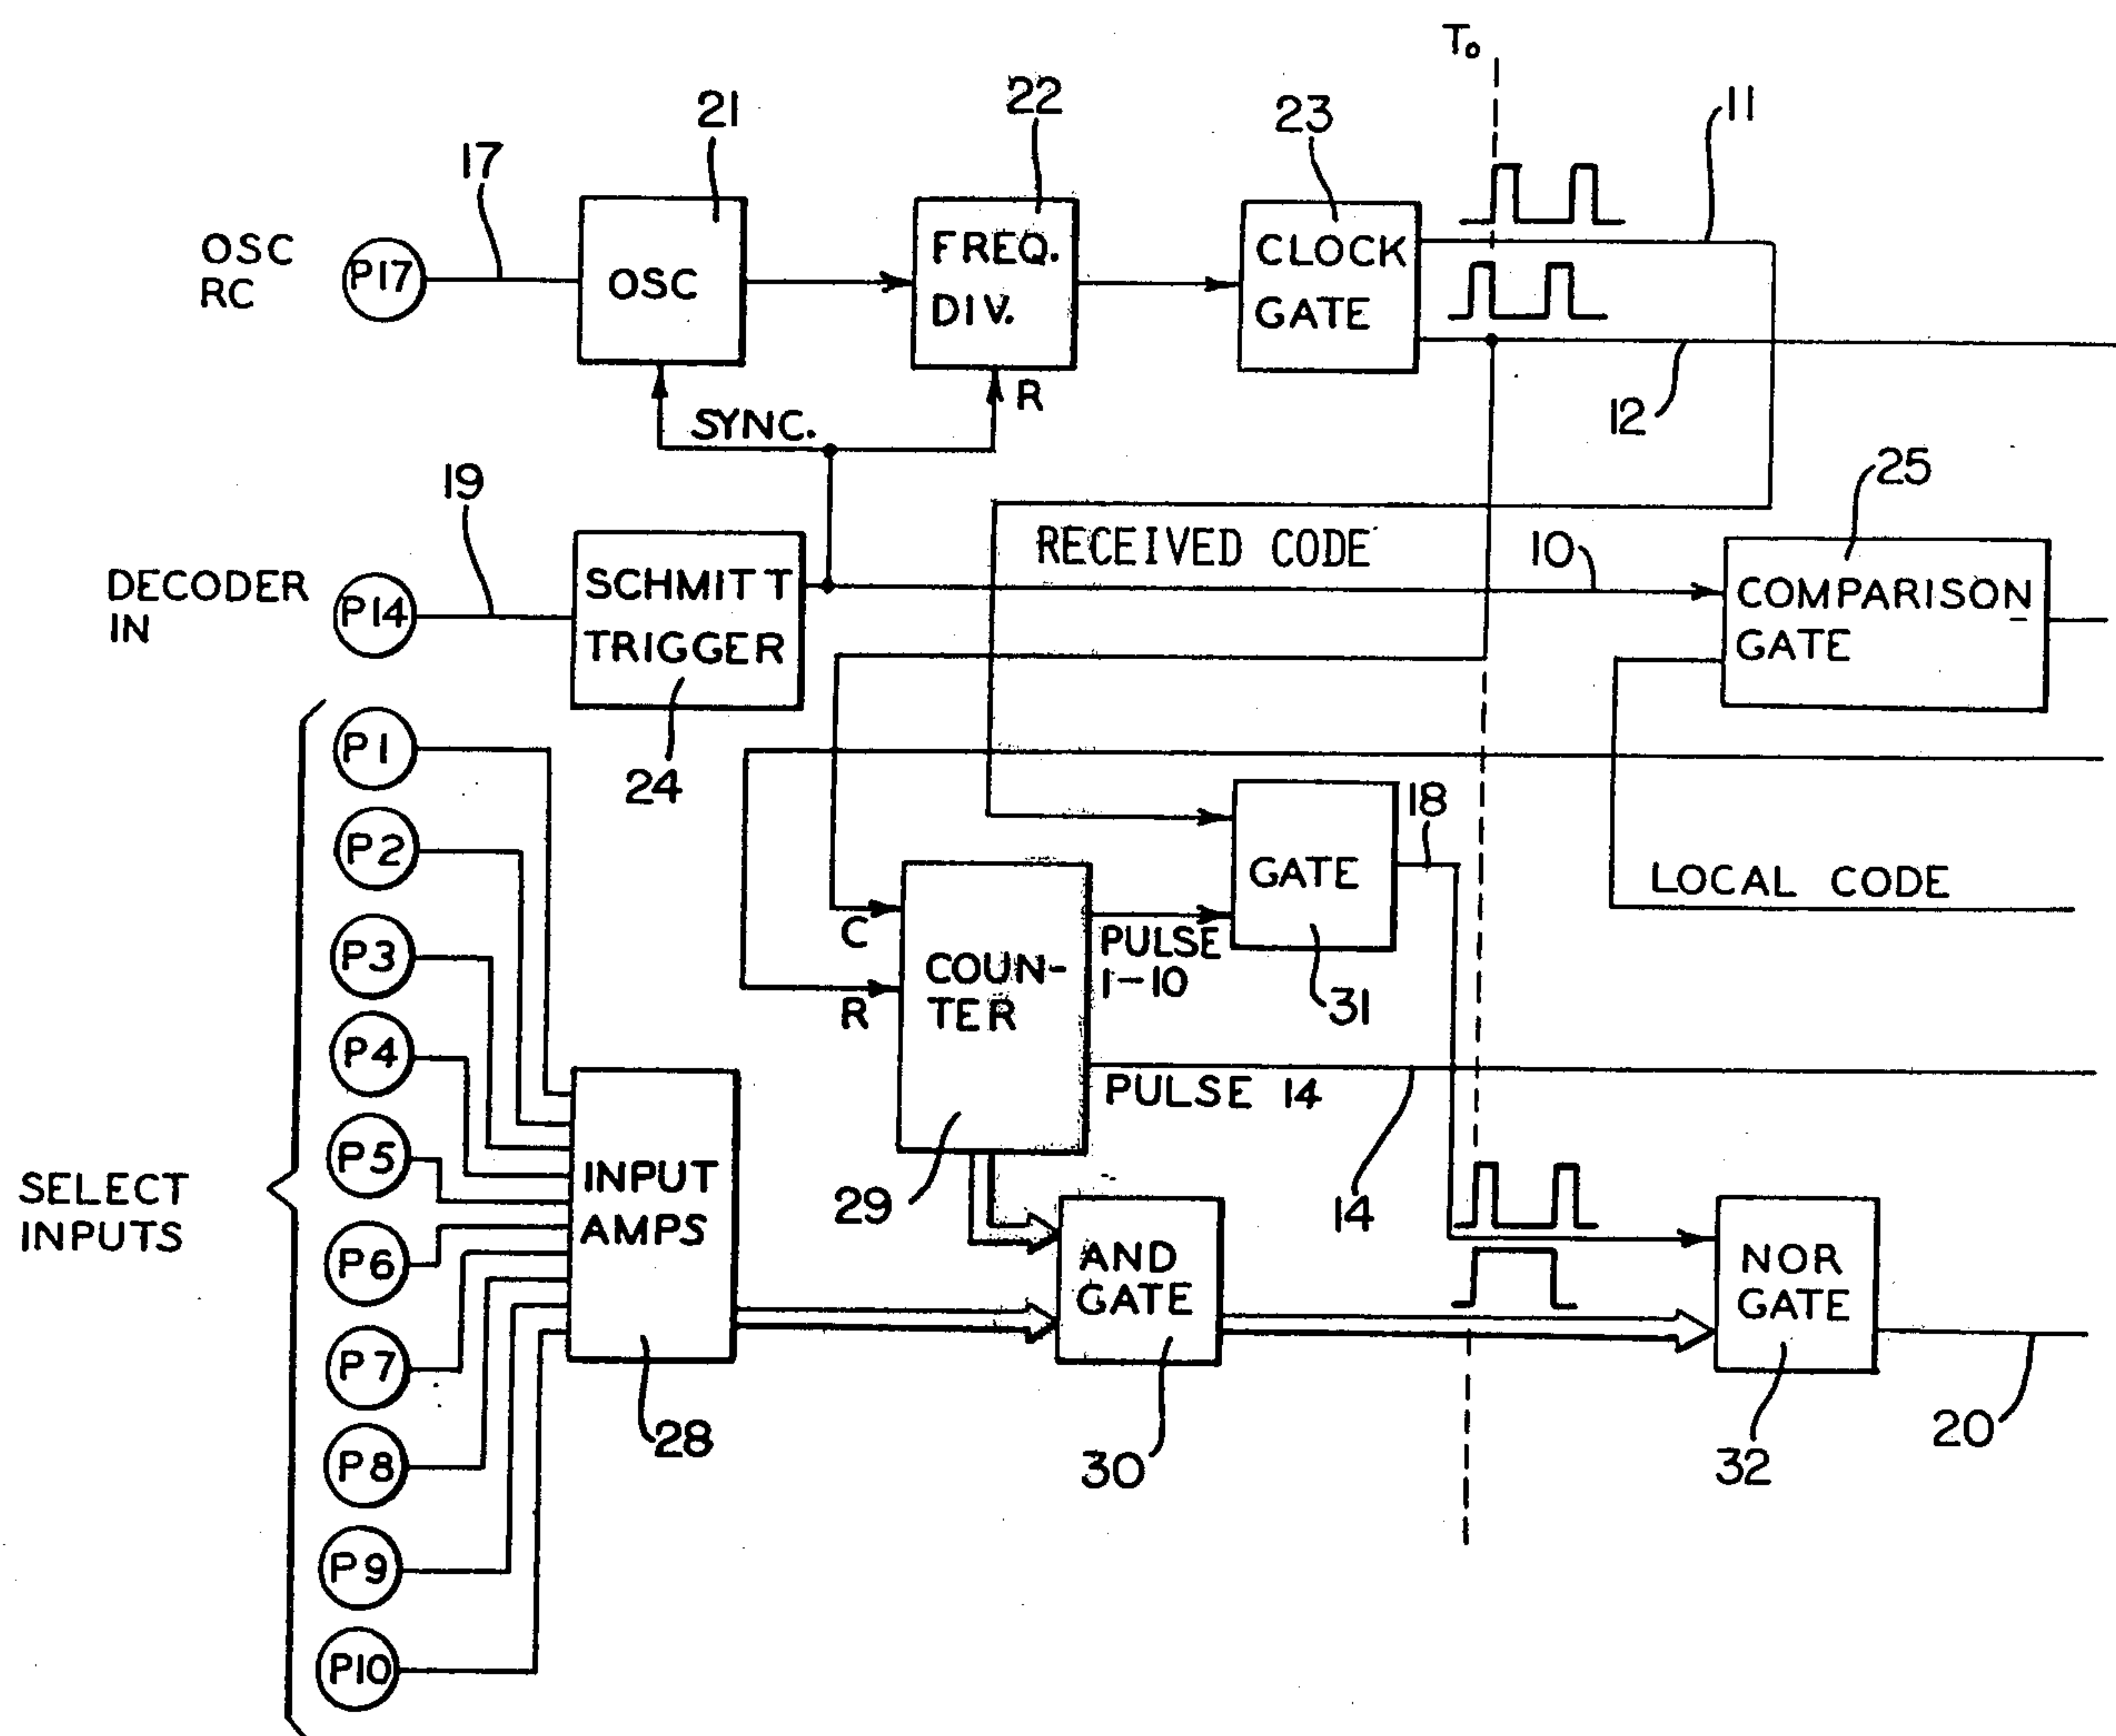 T₀
21
22
23
11
17
OSC
RC
P17
OSC
FREQ.
DIV.
CLOCK
GATE
12
SYNC.
R
19
25
RECEIVED CODE
10
DECODER
IN
P14
SCHMITT
TRIGGER
COMPARISON
GATE
24
P1
P2
P3
P4
P5
P6
P7
P8
P9
P10
SELECT
INPUTS
INPUT
AMPS
28
C
R
COUN-
TER
29
PULSE
1-10
GATE
31
18
LOCAL CODE
PULSE 14
14
AND
GATE
30
NOR
GATE
32
20